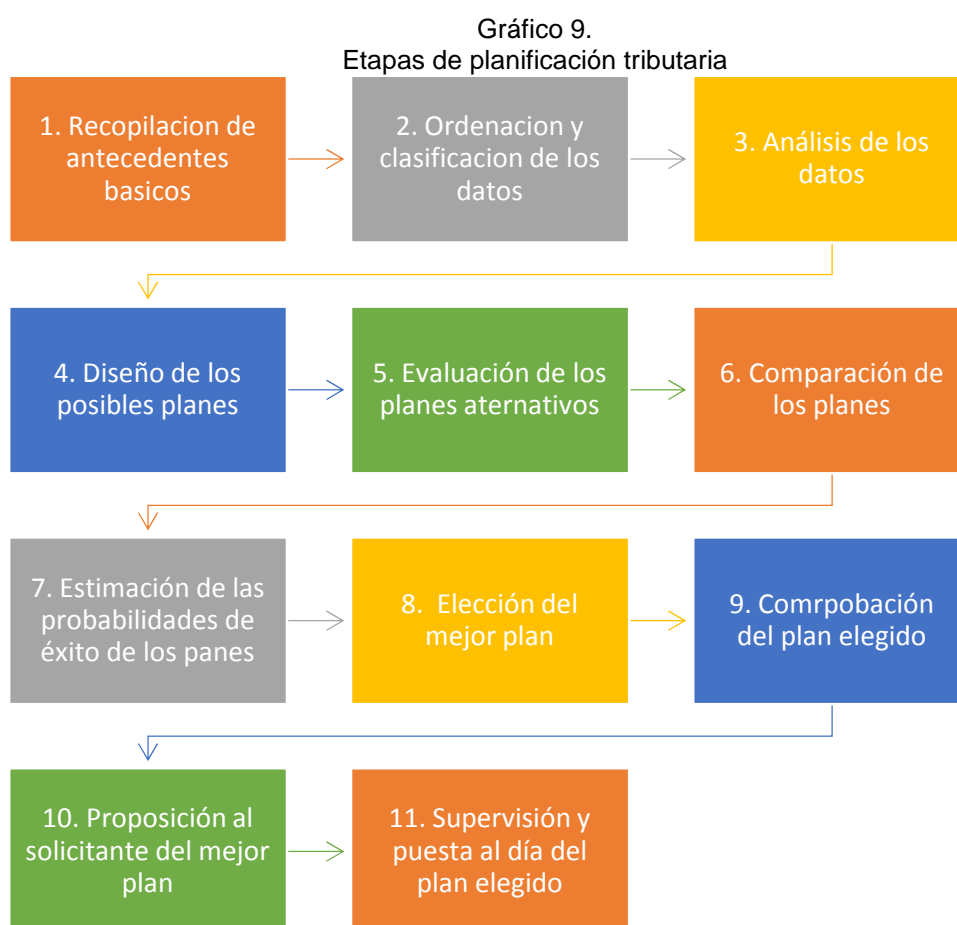 Gráfico 9.
Etapas de planificación tributaria
1. Recopilacion de
antecedentes
basicos
2. Ordenacion y
clasificacion de los
datos
3. Análisis de los
datos
4. Diseño de los
posibles planes
5. Evaluación de los
planes aternativos
6. Comparación de
los planes
7. Estimación de las
probabilidades de
éxito de los panes
8. Elección del
mejor plan
9. Comrpobación
del plan elegido
10. Proposición al
solicitante del mejor
plan
11. Supervisión y
puesta al día del
plan elegido